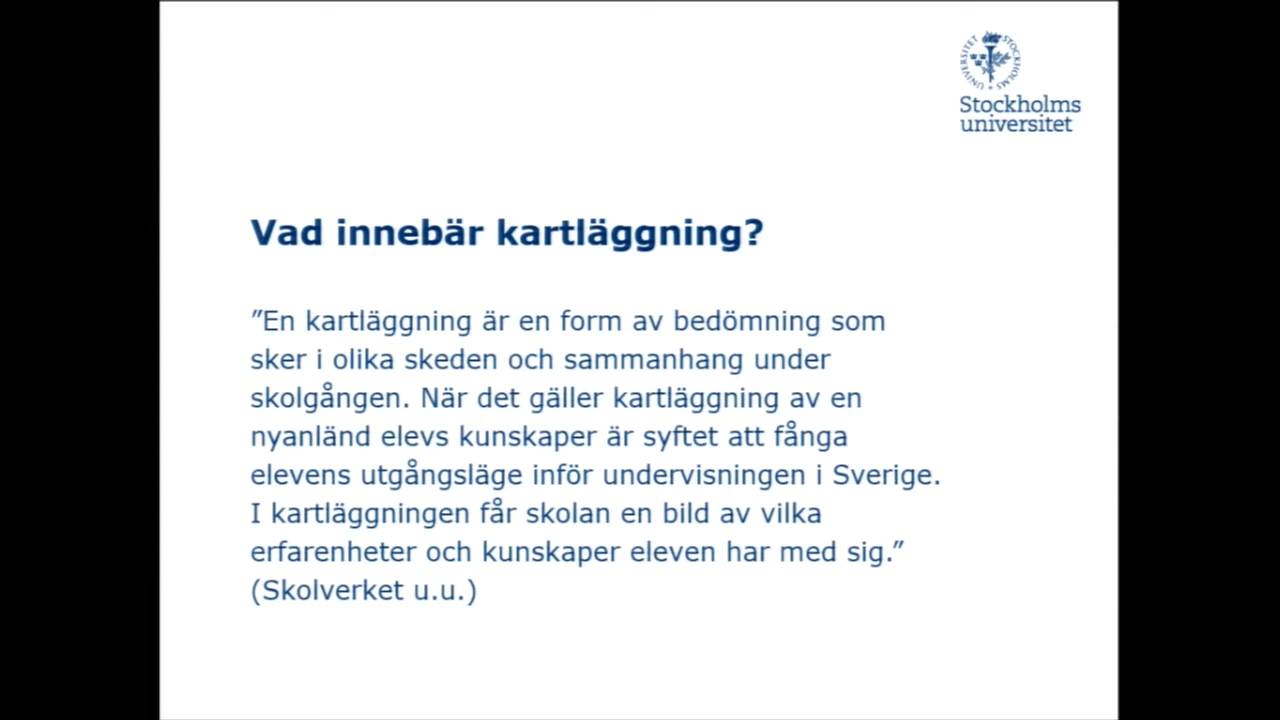 UNIVERSITET STOCKHOLMS
Stockholms
universitet
Vad innebär kartläggning?
”En kartläggning är en form av bedömning som
sker i olika skeden och sammanhang under
skolgången. När det gäller kartläggning av en
nyanländ elevs kunskaper är syftet att fånga
elevens utgångsläge inför undervisningen i Sverige.
I kartläggningen får skolan en bild av vilka
erfarenheter och kunskaper eleven har med sig.”
(Skolverket u.u.)